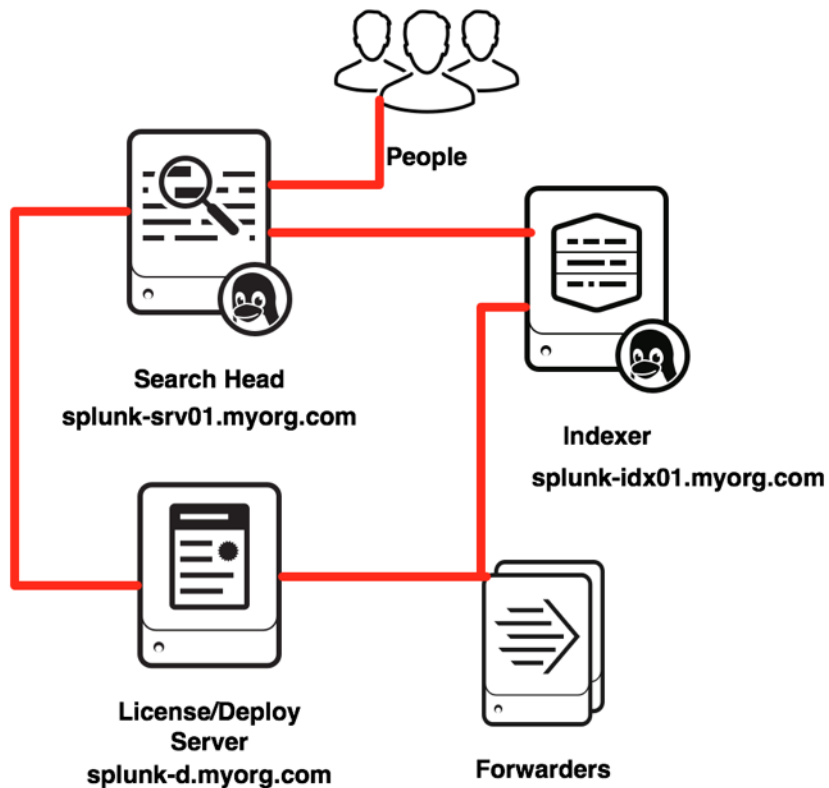 People
Search Head
splunk-srv01.myorg.com
Indexer
splunk-idx01.myorg.com
License/Deploy
Server
splunk-d.myorg.com
Forwarders